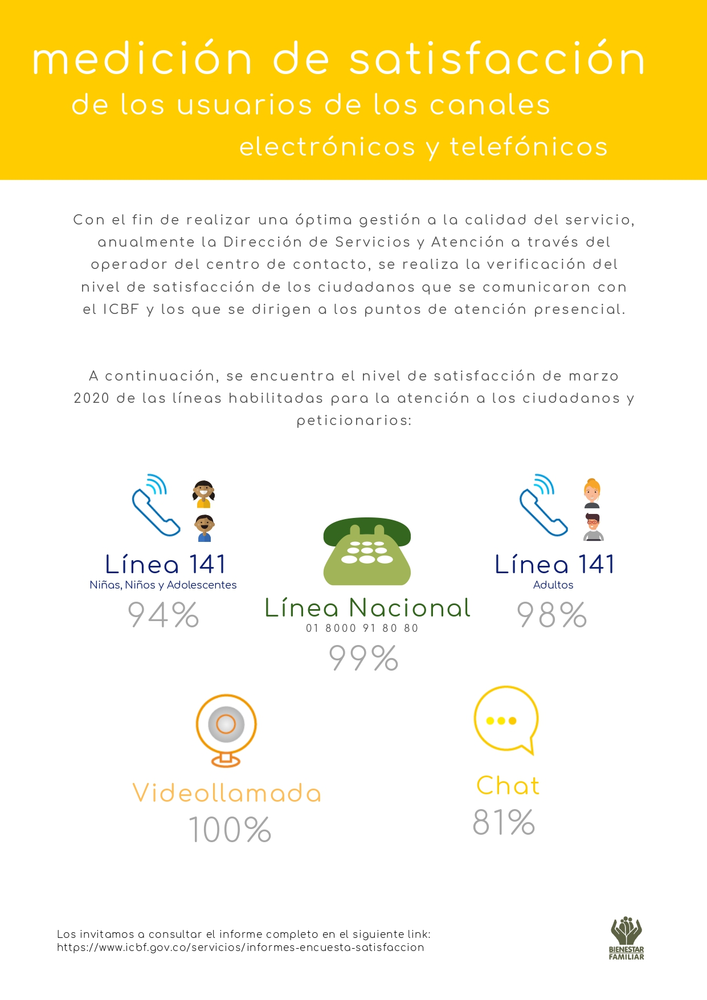 medición de satisfacción
de los usuarios de los canales
electrónicos y telefónicos
Con el fin de realizar una óptima gestión a la calidad del servicio,
anualmente la Dirección de Servicios y Atención a través del
operador del centro de contacto, se realiza la verificación del
nivel de satisfacción de los ciudadanos que se comunicaron con
el ICBF y los que se dirigen a los puntos de atención presencial.
A continuación, se encuentra el nivel de satisfacción de marzo
2020 de las líneas habilitadas para la atención a los ciudadanos y
peticionarios:
Línea 141
Niñas, Niños y Adolescentes
94%
Línea Nacional
01 8000 91 80 80
99%
Línea 141
Adultos
98%
Videollamada
100%
Chat
81%
Los invitamos a consultar el informe completo en el siguiente link:
https://www.icbf.gov.co/servicios/informes-encuesta-satisfaccion
BIENESTAR
FAMILIAR